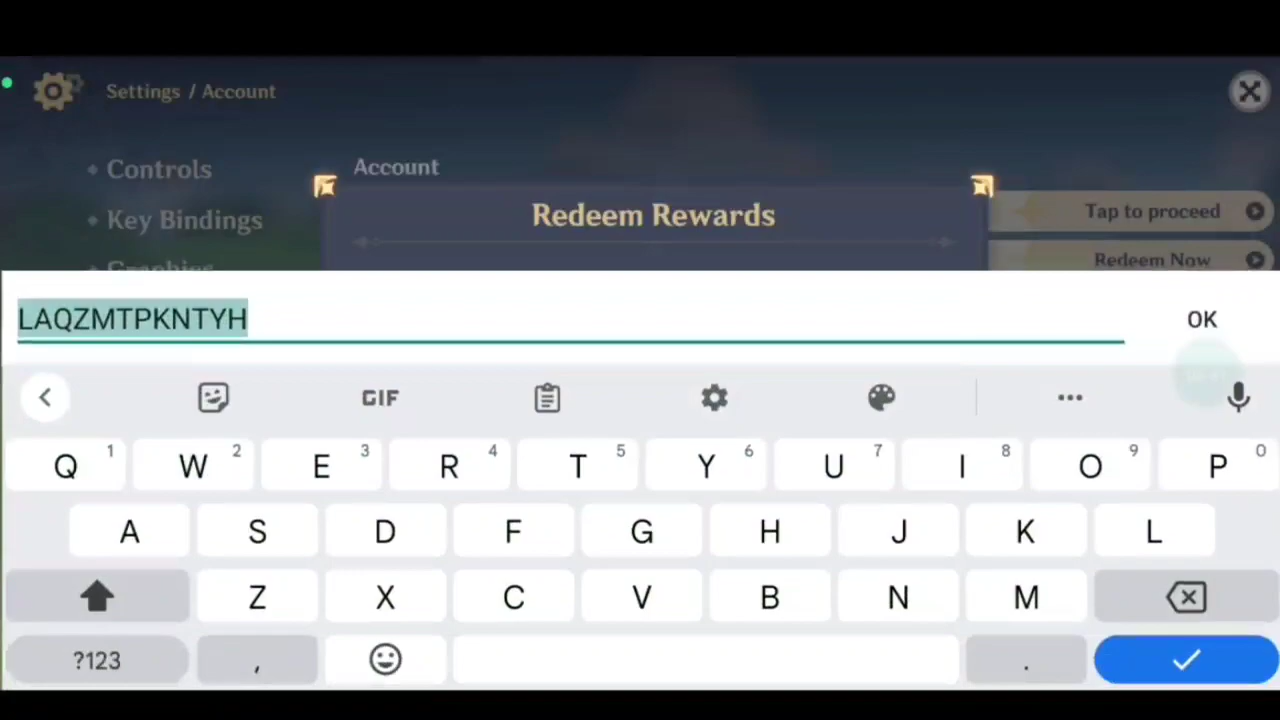 Settings / Account
Controls
Account
Key Bindings
Redeem Rewards
Tap to proceed
Graphics
Redeem Now
LAQZMTPKNTYH
OK
GIF
Q 1 W 2 E 3 R 4 T 5 Y 6 U 7 I 8 O 9 P 0
A S D F G H J K L
Z X C V B N M
?123 , .